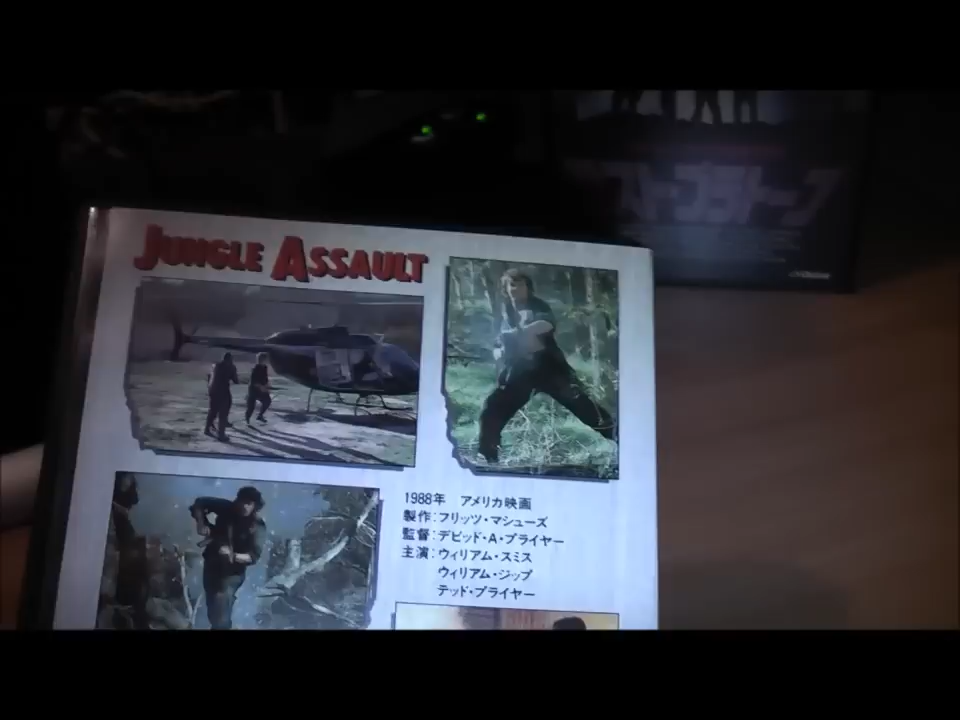 JUNGLE ASSAULT
1988年 アメリカ映画
製作:フリッツ・マシューズ
監督:デビッド・A・プライヤー
主演:ウィリアム・スミス
ウィリアム・ジップ
テッド・プライヤー